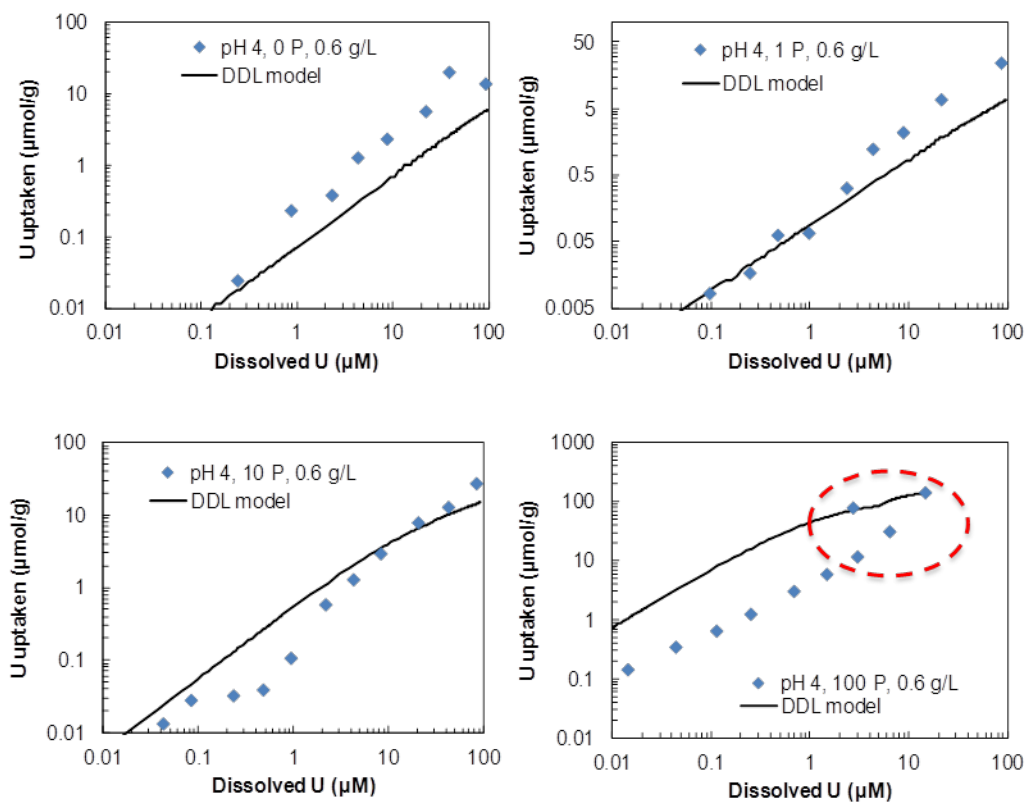 100
10
1
0.1
0.01
U uptaken (µmol/g)
pH 4, 0 P, 0.6 g/L
DDL model
0.01 0.1 1 10 100
Dissolved U (µM)
50
5
0.5
0.05
0.005
U uptaken (µmol/g)
pH 4, 1 P, 0.6 g/L
DDL model
0.01 0.1 1 10 100
Dissolved U (µM)
100
10
1
0.1
0.01
U uptaken (µmol/g)
pH 4, 10 P, 0.6 g/L
DDL model
0.01 0.1 1 10 100
Dissolved U (µM)
1000
100
10
1
0.1
0.01
U uptaken (µmol/g)
pH 4, 100 P, 0.6 g/L
DDL model
0.01 0.1 1 10 100
Dissolved U (µM)